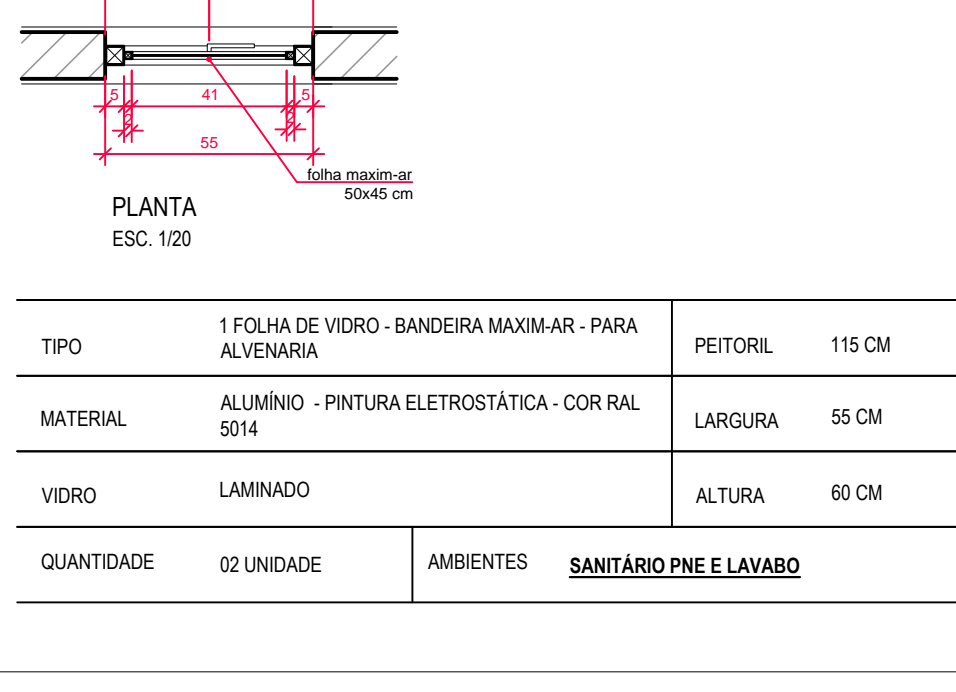 5 41 5
2 2
55
folha maxim-ar
50x45 cm
PLANTA
ESC. 1/20
TIPO
1 FOLHA DE VIDRO - BANDEIRA MAXIM-AR - PARA
ALVENARIA
PEITORIL 115 CM
MATERIAL
ALUMÍNIO - PINTURA ELETROSTÁTICA - COR RAL
5014
LARGURA 55 CM
VIDRO LAMINADO
ALTURA 60 CM
QUANTIDADE 02 UNIDADE
AMBIENTES SANITÁRIO PNE E LAVABO